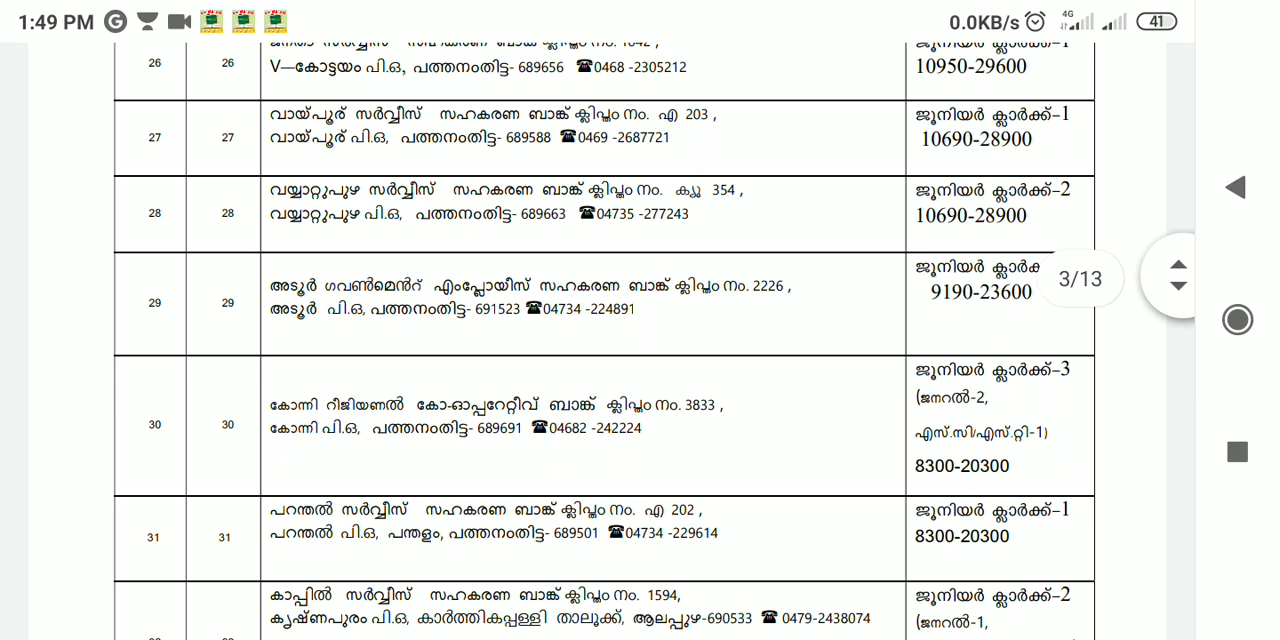 1:49 PM 0.0KB/s 4G 41
26 26 V—കോട്ടയം പി.ഒ, പത്തനംതിട്ട- 689656 ☎0468 -2305212
10950-29600
27 27 വായ്പൂര് സർവ്വീസ് സഹകരണ ബാങ്ക് ക്ലിപ്തം നം. എ 203 ,
വായ്പൂര് പി.ഒ, പത്തനംതിട്ട- 689588 ☎0469 -2687721
ജൂനിയർ ക്ലാർക്ക്-1
10690-28900
28 28 വയ്യാറ്റുപുഴ സർവ്വീസ് സഹകരണ ബാങ്ക് ക്ലിപ്തം നം. ക്യു 354 ,
വയ്യാറ്റുപുഴ പി.ഒ, പത്തനംതിട്ട- 689663 ☎04735 -277243
ജൂനിയർ ക്ലാർക്ക്-2
10690-28900
29 29 അടൂർ ഗവൺമെൻറ് എംപ്ലോയീസ് സഹകരണ ബാങ്ക് ക്ലിപ്തം നം. 2226 ,
അടൂർ പി.ഒ, പത്തനംതിട്ട- 691523 ☎04734 -224891
ജൂനിയർ
9190-23600
3/13
30 30 കോന്നി റീജിയണൽ കോ-ഓപ്പറേറ്റീവ് ബാങ്ക് ക്ലിപ്തം നം. 3833 ,
കോന്നി പി.ഒ, പത്തനംതിട്ട- 689691 ☎04682 -242224
ജൂനിയർ ക്ലാർക്ക്-3
(ജനറൽ-2,
എസ്.സി/എസ്.റ്റി-1)
8300-20300
31 31 പറന്തൽ സർവ്വീസ് സഹകരണ ബാങ്ക് ക്ലിപ്തം നം. എ 202 ,
പറന്തൽ പി.ഒ, പന്തളം, പത്തനംതിട്ട- 689501 ☎04734 -229614
ജൂനിയർ ക്ലാർക്ക്-1
8300-20300
കാപ്പിൽ സർവ്വീസ് സഹകരണ ബാങ്ക് ക്ലിപ്തം നം. 1594,
കൃഷ്ണപുരം പി.ഒ, കാർത്തികപ്പള്ളി താലൂക്ക്, ആലപ്പുഴ-690533 ☎ 0479-2438074
ജൂനിയർ ക്ലാർക്ക്-2
(ജനറൽ-1,